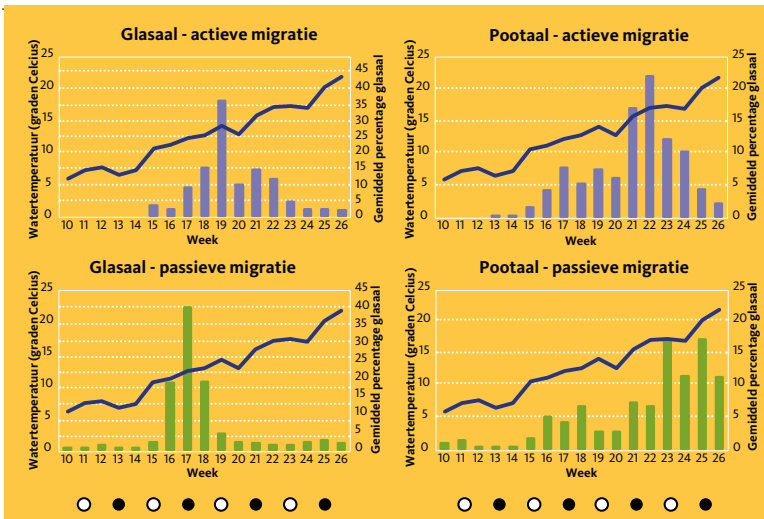 Glasaal - actieve migratie
Watertemperatuur (graden Celcius)
25
20
15
10
5
0
45
40
35
30
25
20
15
10
5
0
Gemiddeld percentage glasaal
10 11 12 13 14 15 16 17 18 19 20 21 22 23 24 25 26
Week
Pootaal - actieve migratie
Watertemperatuur (graden Celcius)
25
20
15
10
5
0
25
20
15
10
5
0
Gemiddeld percentage glasaal
10 11 12 13 14 15 16 17 18 19 20 21 22 23 24 25 26
Week
Glasaal - passieve migratie
Watertemperatuur (graden Celcius)
25
20
15
10
5
0
45
40
35
30
25
20
15
10
5
0
Gemiddeld percentage glasaal
10 11 12 13 14 15 16 17 18 19 20 21 22 23 24 25 26
Week
Pootaal - passieve migratie
Watertemperatuur (graden Celcius)
25
20
15
10
5
0
25
20
15
10
5
0
Gemiddeld percentage glasaal
10 11 12 13 14 15 16 17 18 19 20 21 22 23 24 25 26
Week